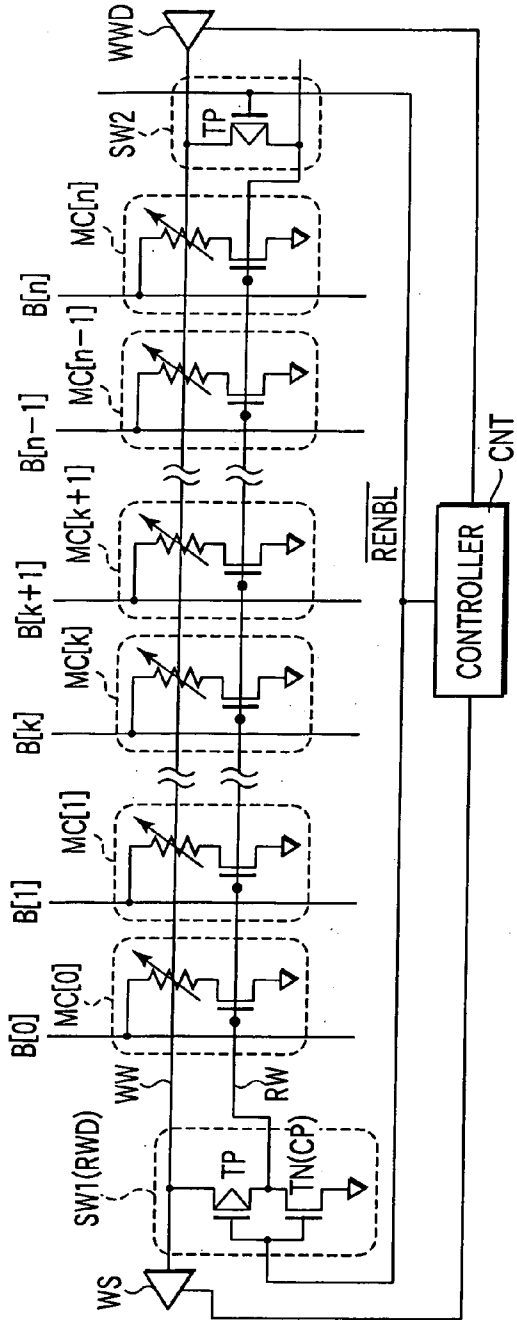 B[0]
B[1]
B[k]
B[k+1]
B[n-1]
B[n]
MC[0]
MC[1]
MC[k]
MC[k+1]
MC[n-1]
MC[n]
SW1(RWD)
SW2
WS
WW
WWD
TP
TP
RW
TN(CP)
RENBL
CONTROLLER
CNT